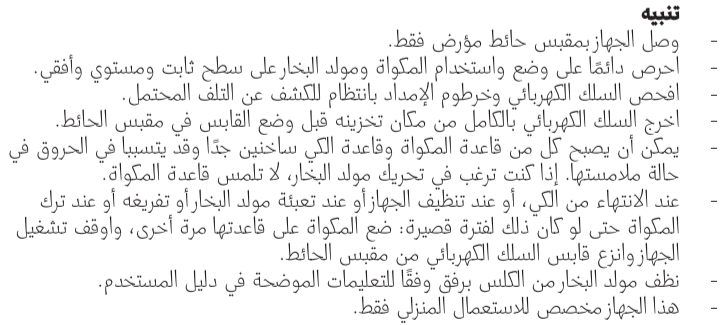 تنبيه
- وصل الجهاز بمقبس حائط مؤرض فقط.
- احرص دائمًا على وضع واستخدام المكواة ومولد البخار على سطح ثابت ومستوي وأفقي.
- افحص السلك الكهربائي وخرطوم الإمداد بانتظام للكشف عن التلف المحتمل.
- اخرج السلك الكهربائي بالكامل من مكان تخزينه قبل وضع القابس في مقبس الحائط.
- يمكن أن يصبح كل من قاعدة المكواة وقاعدة الكي ساخنين جدًا وقد يتسببا في الحروق في
حالة ملامستها. إذا كنت ترغب في تحريك مولد البخار، لا تلمس قاعدة المكواة.
- عند الانتهاء من الكي، أو عند تنظيف الجهاز أو عند تعبئة مولد البخار أو تفريغه أو عند ترك
المكواة حتى لو كان ذلك لفترة قصيرة: ضع المكواة على قاعدتها مرة أخرى، واوقف تشغيل
الجهاز وانزع قابس السلك الكهربائي من مقبس الحائط.
- نظف مولد البخار من الكلس برفق وفقًا للتعليمات الموضحة في دليل المستخدم.
- هذا الجهاز مخصص للاستعمال المنزلي فقط.